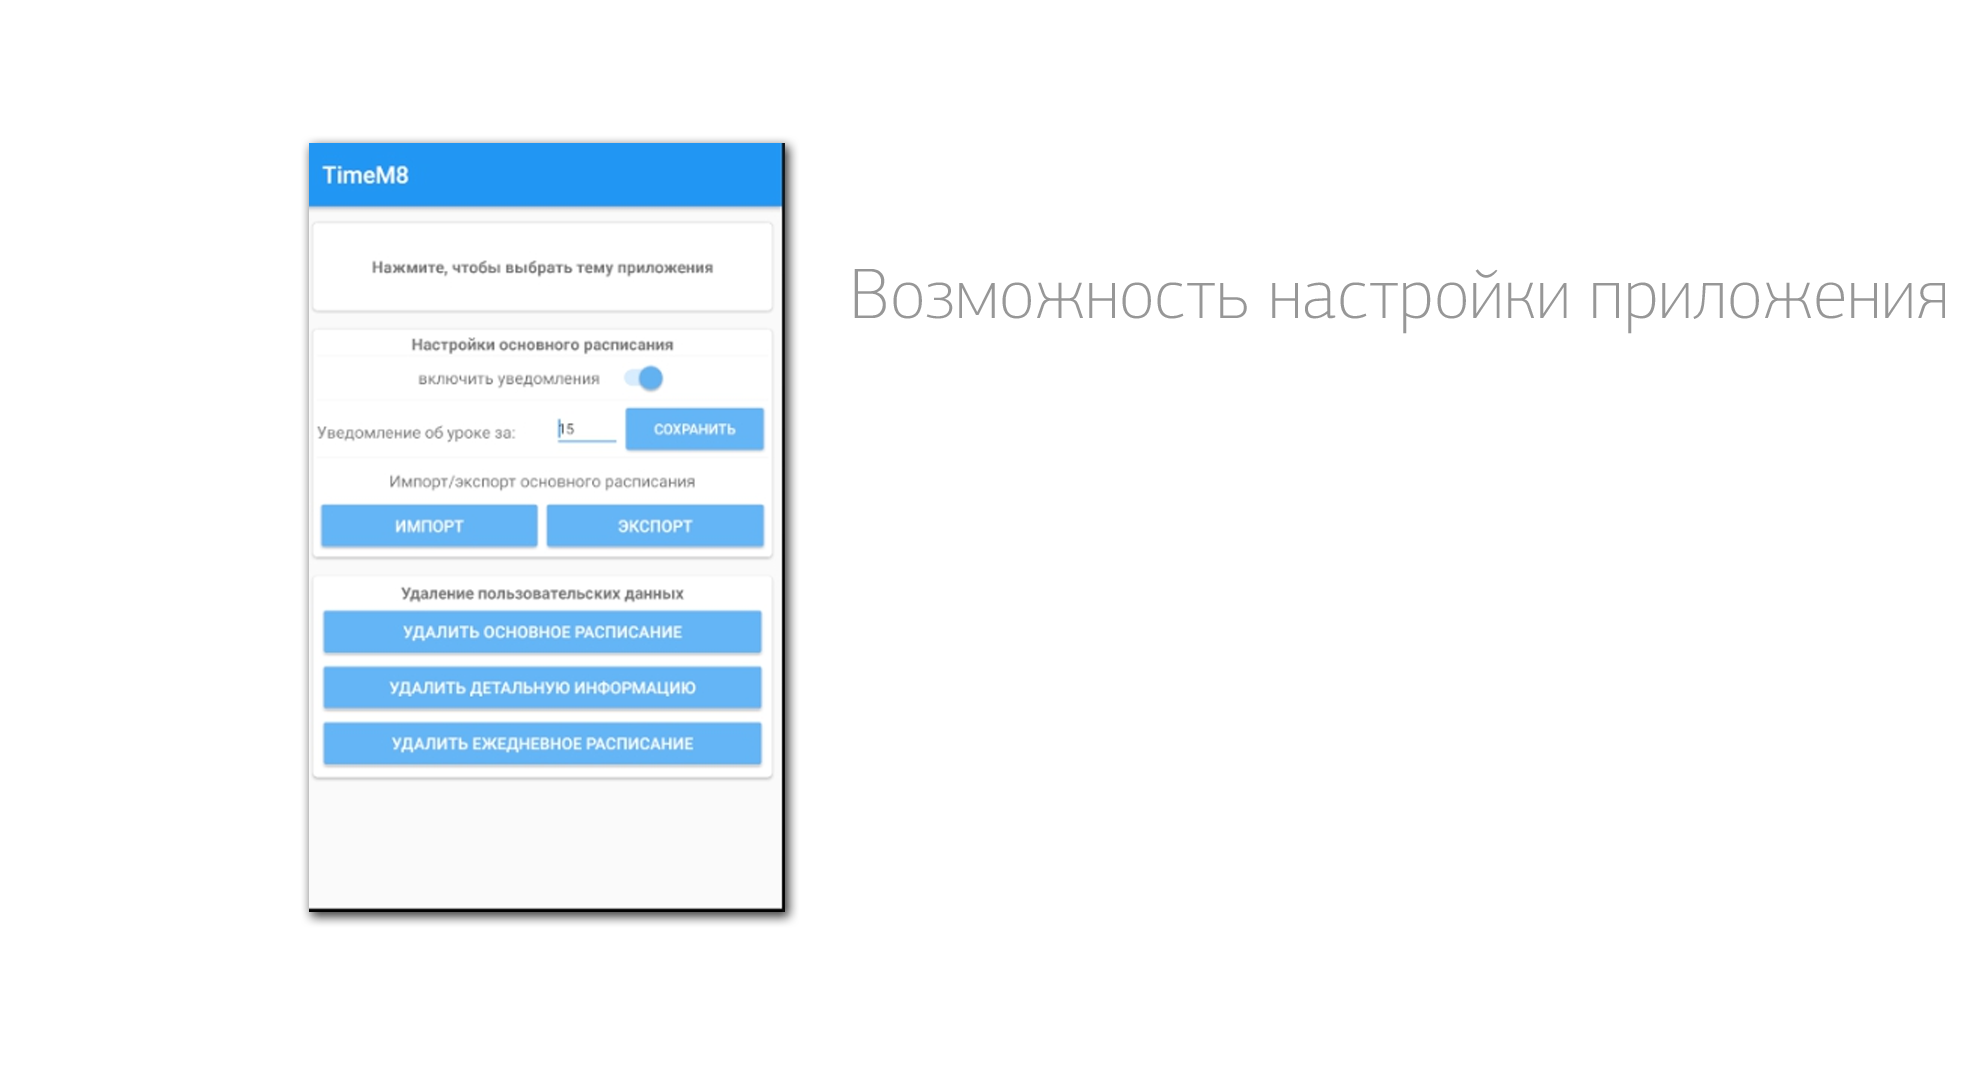 TimeM8
Нажмите, чтобы выбрать тему приложения
Настройки основного расписания
включить уведомления
Уведомление об уроке за: 15 СОХРАНИТЬ
Импорт/экспорт основного расписания
ИМПОРТ ЭКСПОРТ
Удаление пользовательских данных
УДАЛИТЬ ОСНОВНОЕ РАСПИСАНИЕ
УДАЛИТЬ ДЕТАЛЬНУЮ ИНФОРМАЦИЮ
УДАЛИТЬ ЕЖЕДНЕВНОЕ РАСПИСАНИЕ
Возможность настройки приложения